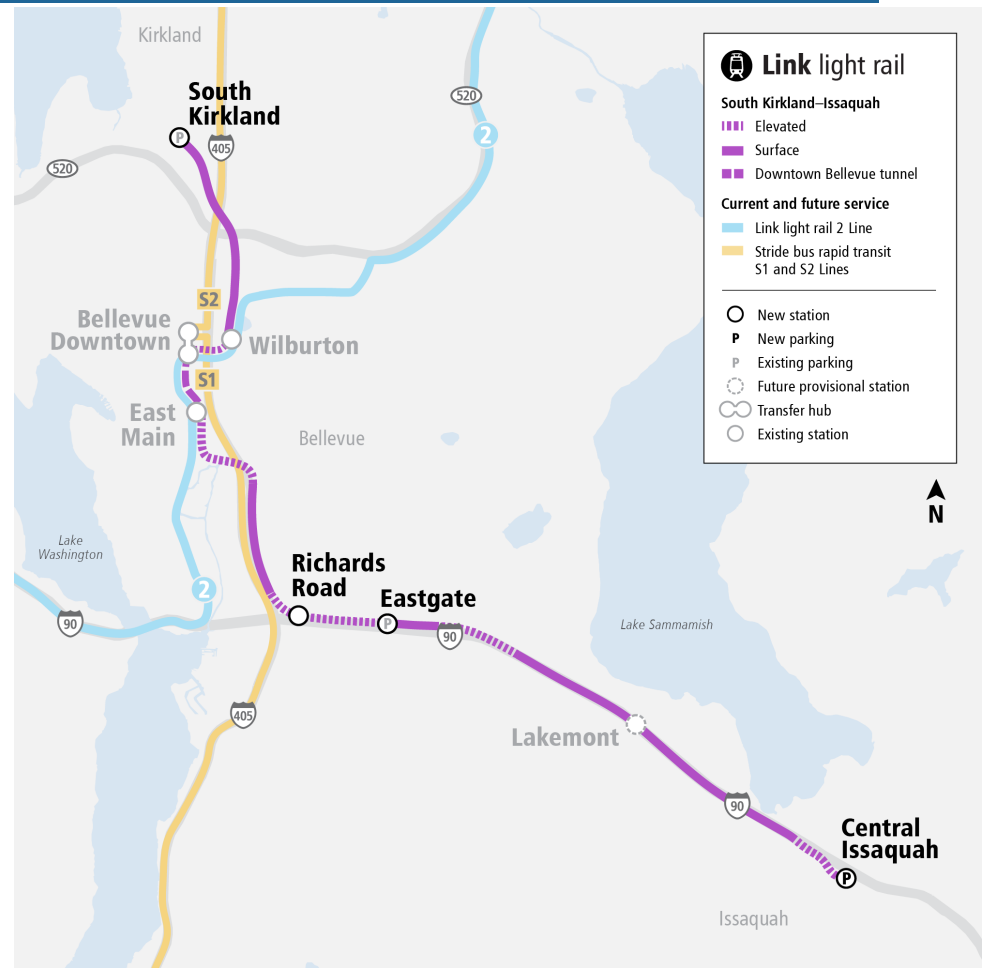 Kirkland
South
Kirkland
P
405
520
520
2
S2
Bellevue
Downtown
Wilburton
S1
East
Main
Bellevue
Lake
Washington
2
90
Richards
Road
Eastgate
P
90
405
Lake Sammamish
Lakemont
90
Central
Issaquah
P
Issaquah
Link light rail
South Kirkland–Issaquah
Elevated
Surface
Downtown Bellevue tunnel
Current and future service
Link light rail 2 Line
Stride bus rapid transit
S1 and S2 Lines
New station
P New parking
P Existing parking
Future provisional station
Transfer hub
Existing station
N